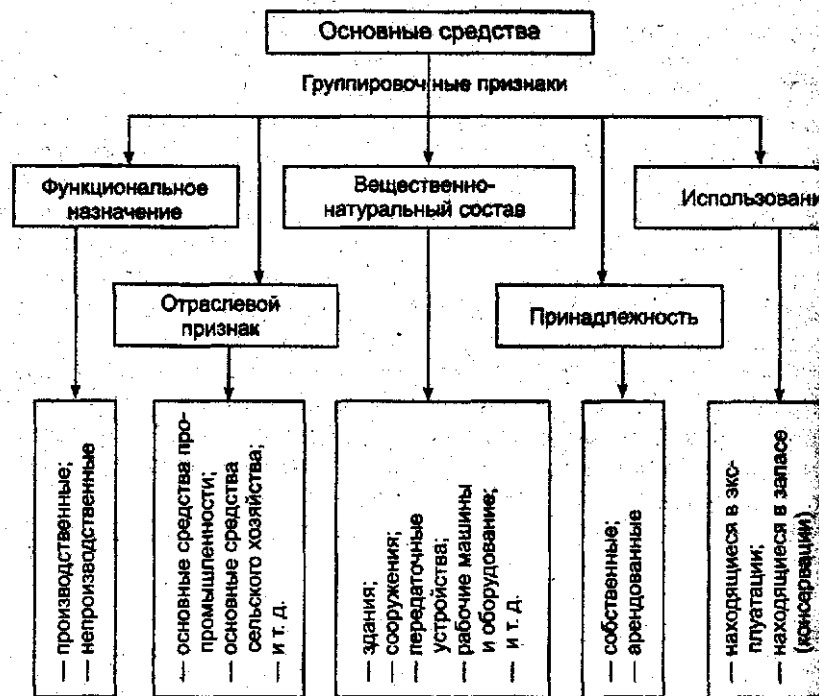 Основные средства
Группировочные признаки
Функциональное
назначение
Вещественно-
натуральный состав
Использовани
Отраслевой
признак
Принадлежность
— производственные;
— непроизводственные
— основные средства про-
промышленности;
— основные средства
сельского хозяйства;
— и т. д.
— здания;
— сооружения;
— передаточные
устройства;
— рабочие машины
и оборудование;
— и т. д.
— собственные;
— арендованные
— находящиеся в экс-
плуатации;
— находящиеся в запасе
(консервации)